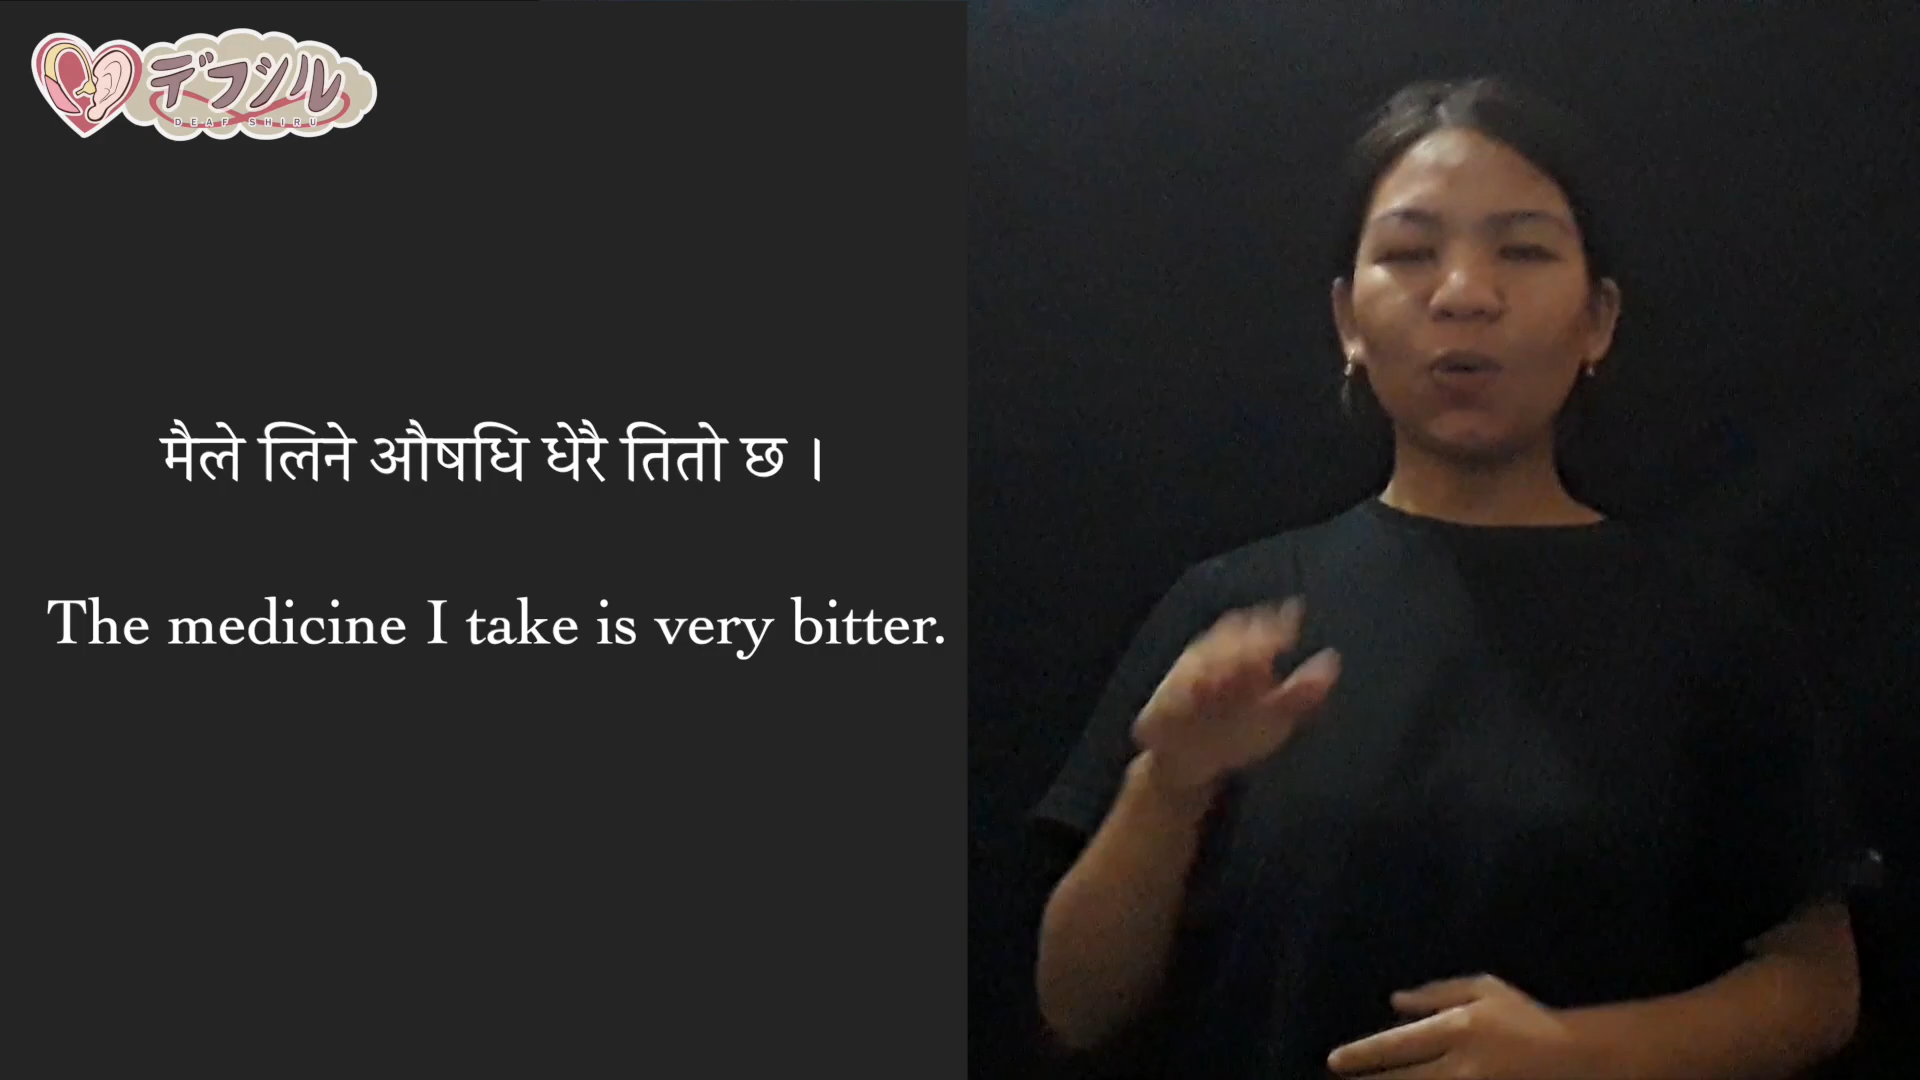 デフシル
DEAF SHIRU
मैले लिने औषधि धेरै तितो छ ।
The medicine I take is very bitter.